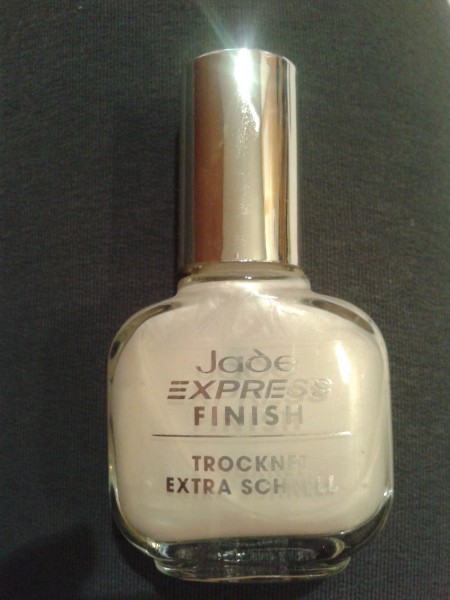 Jade
EXPRESS
FINISH
TROCKNET
EXTRA SCHNELL